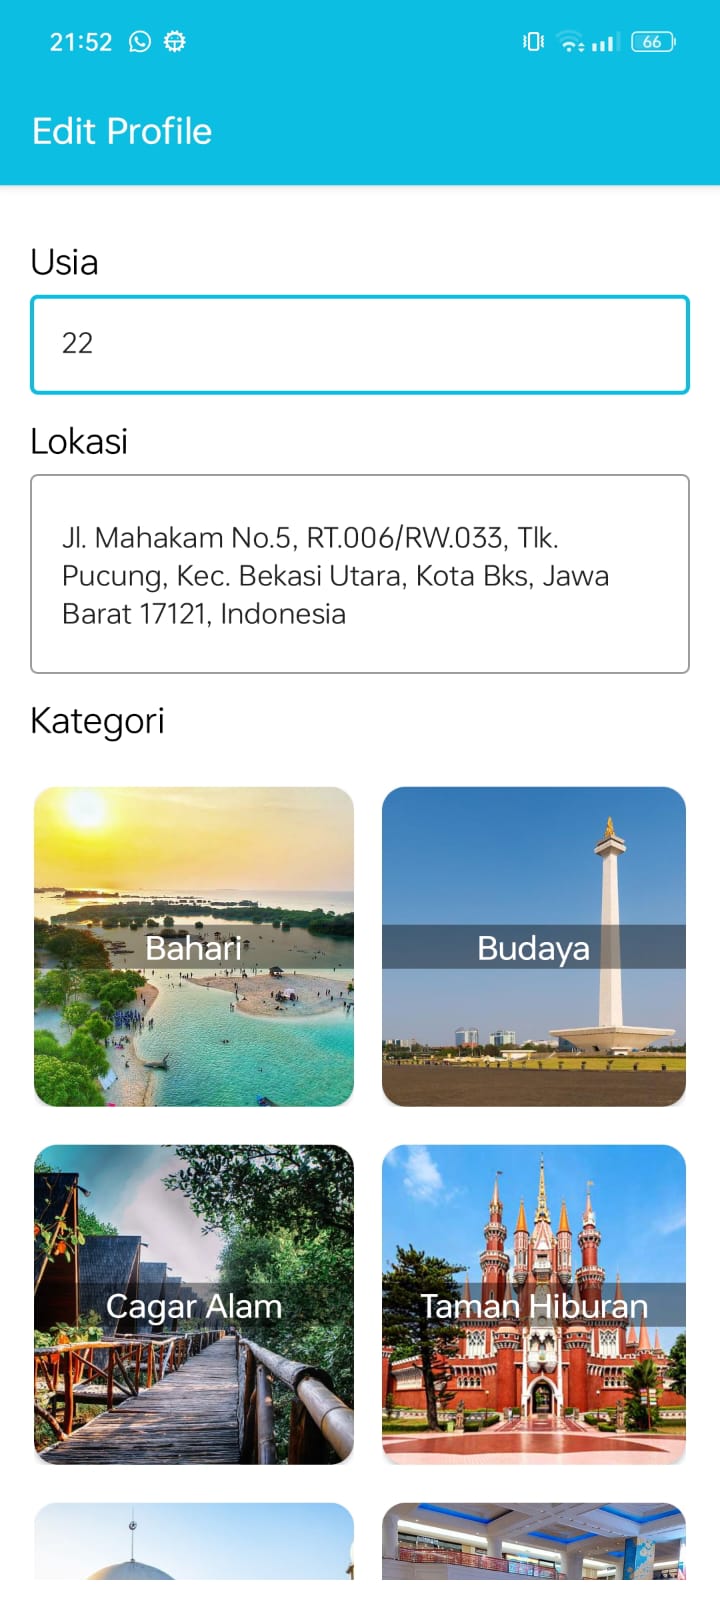 21:52
66
Edit Profile
Usia
22
Lokasi
Jl. Mahakam No.5, RT.006/RW.033, Tlk.
Pucung, Kec. Bekasi Utara, Kota Bks, Jawa
Barat 17121, Indonesia
Kategori
Bahari
Budaya
Cagar Alam
Taman Hiburan